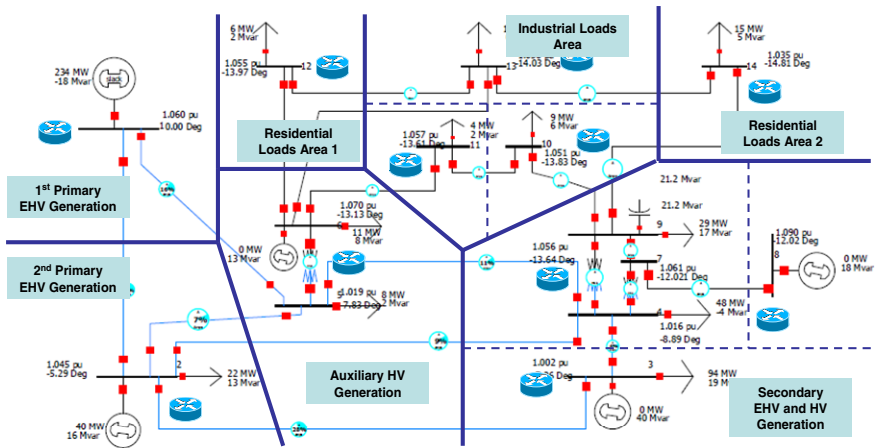 6 MW
2 Mvar
1.055 pu
-13.97 Deg
12
Industrial Loads
Area
13
-14.03 Deg
15 MW
5 Mvar
1.035 pu
-14.81 Deg
14
234 MW
-18 Mvar
slack
1.060 pu
10.00 Deg
1
Residential
Loads Area 1
4 MW
2 Mvar
1.057 pu
-13.61 Deg
11
9 MW
6 Mvar
10
1.051 pu
-13.83 Deg
Residential
Loads Area 2
1st Primary
EHV Generation
1.070 pu
-13.13 Deg
11 MW
8 Mvar
0 MW
13 Mvar
21.2 Mvar
21.2 Mvar
9
29 MW
17 Mvar
1.056 pu
-13.64 Deg
7
1.061 pu
-12.021 Deg
1.090 pu
-12.02 Deg
8
0 MW
18 Mvar
2nd Primary
EHV Generation
1.019 pu
-7.83 Deg
5
8 MW
2 Mvar
7%
9%
28%
48 MW
-4 Mvar
4
1.016 pu
-8.89 Deg
1.045 pu
-5.29 Deg
2
22 MW
13 Mvar
40 MW
16 Mvar
Auxiliary HV
Generation
1.002 pu
3
94 MW
0 MW
40 Mvar
Secondary
EHV and HV
Generation